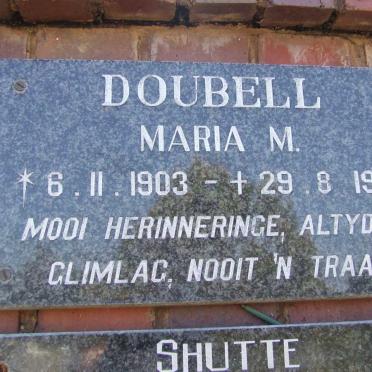 DOUBELL
MARIA M.
* 6.11.1903 - + 29.8.19
MOOI HERINNERINGE, ALTYD
GLIMLAG, NOOIT 'N TRAA
SHUTTE